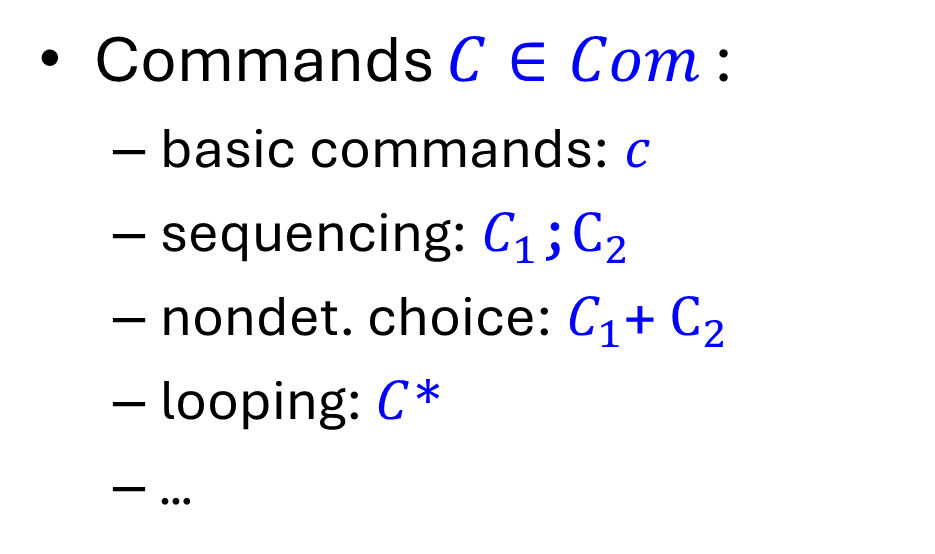 • Commands C ∈ Com :
– basic commands: c
– sequencing: C₁ ; C₂
– nondet. choice: C₁+ C₂
– looping: C*
– ...